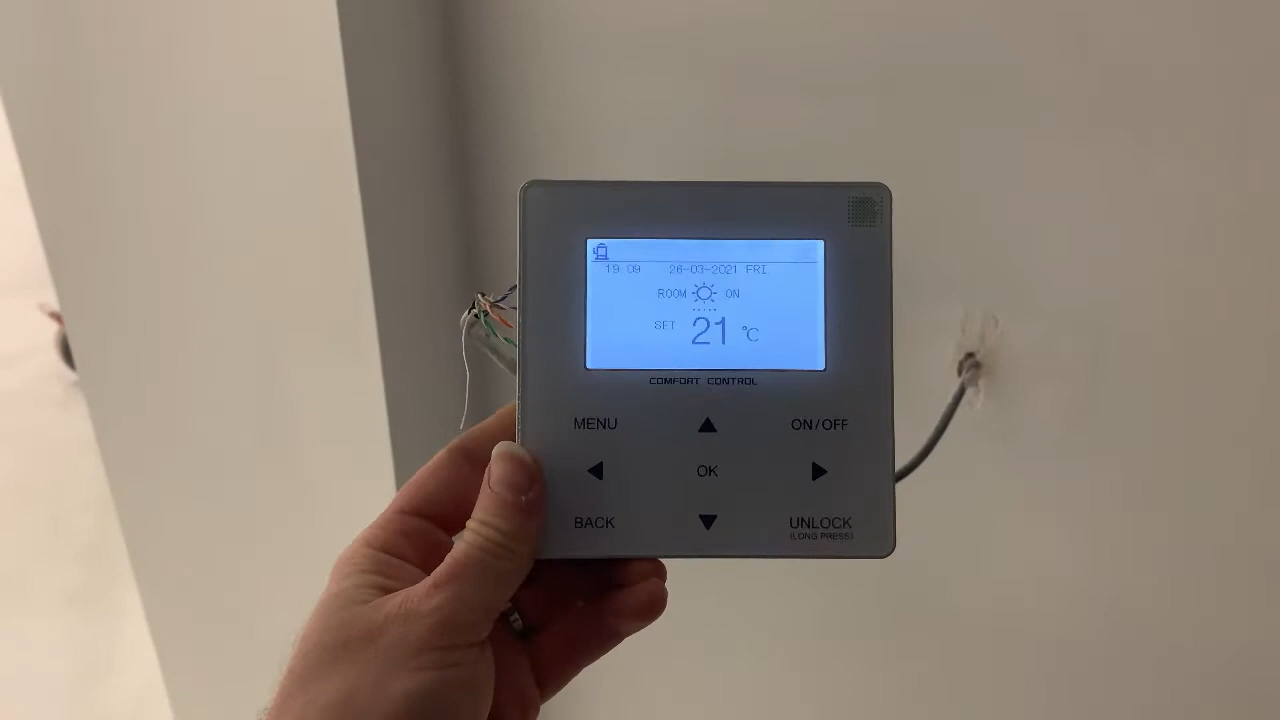 19:09 26-03-2021 FRI
ROOM ON
SET 21 °C
COMFORT CONTROL
MENU ON/OFF
OK
BACK UNLOCK
(LONG PRESS)